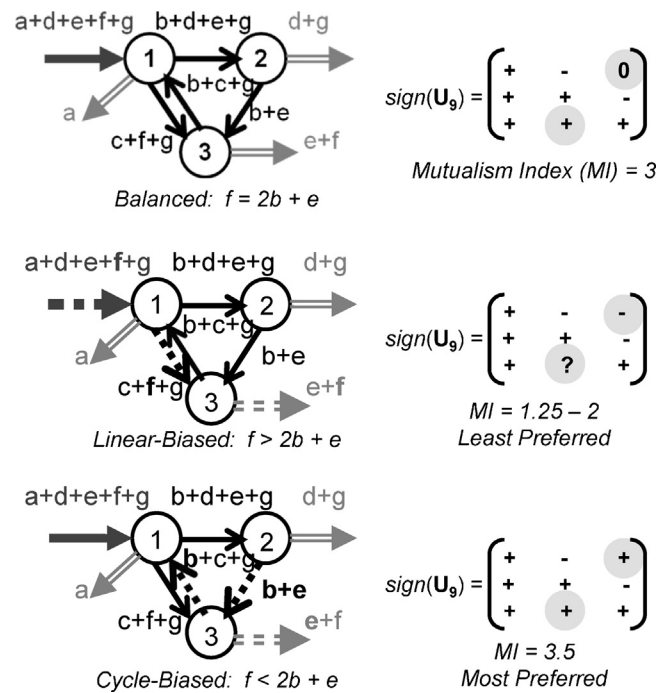 a+d+e+f+g b+d+e+g d+g
1 2
b+c+g
a b+e
c+f+g 3 e+f
Balanced: f = 2b + e
+ - 0
sign(U9) = + + -
+ + +
Mutualism Index (MI) = 3
a+d+e+f+g b+d+e+g d+g
1 2
b+c+g
a b+e
c+f+g 3 e+f
Linear-Biased: f > 2b + e
+ - -
sign(U9) = + + -
+ ? +
MI = 1.25 – 2
Least Preferred
a+d+e+f+g b+d+e+g d+g
1 2
b+c+g
a b+e
c+f+g 3 e+f
Cycle-Biased: f < 2b + e
+ - +
sign(U9) = + + -
+ + +
MI = 3.5
Most Preferred